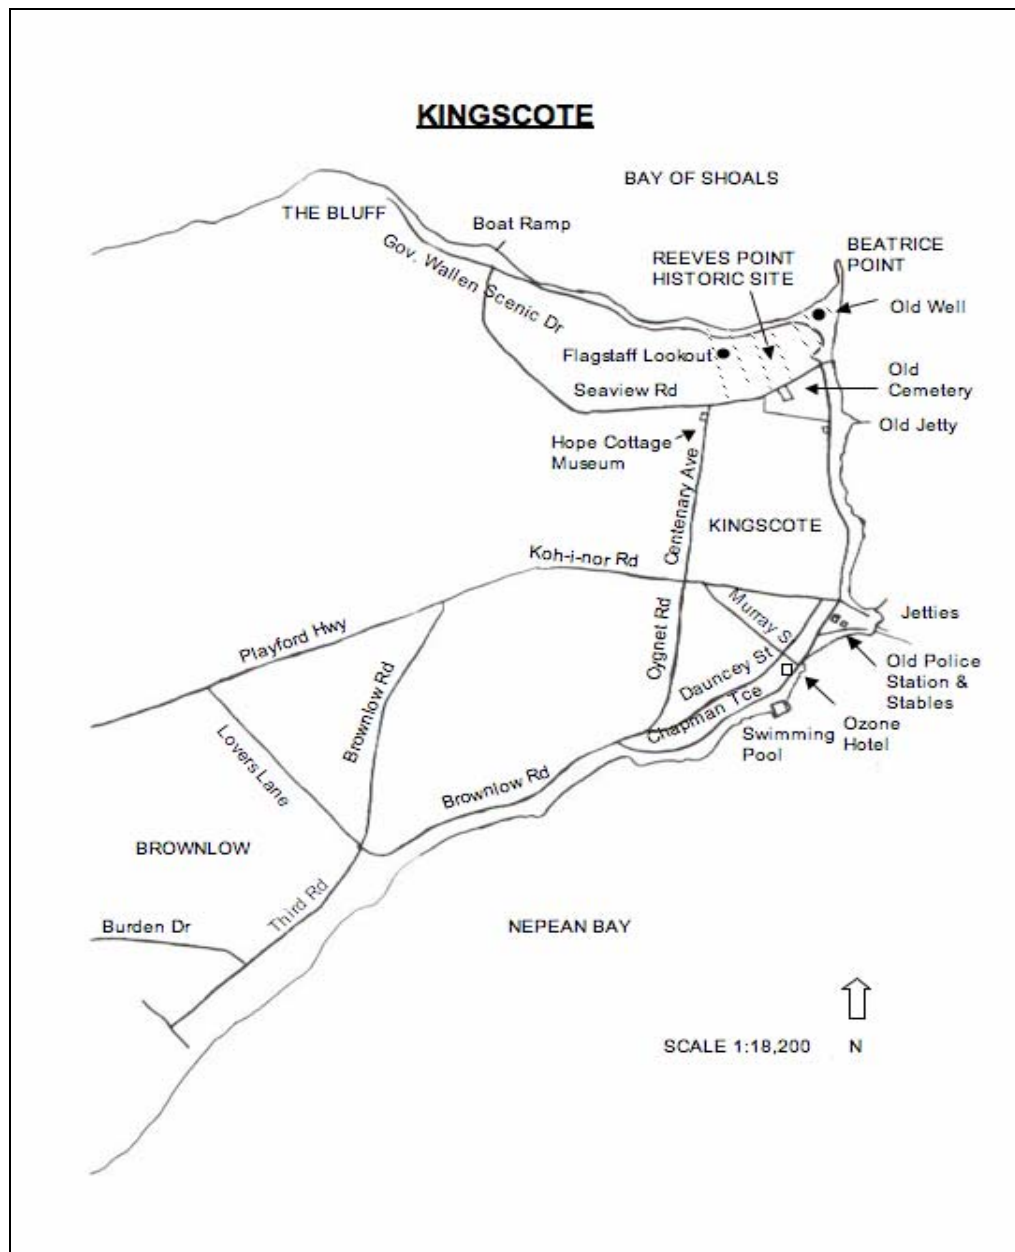 KINGSCOTE
BAY OF SHOALS
THE BLUFF
Boat Ramp
Gov. Wallen Scenic Dr
REEVES POINT
HISTORIC SITE
BEATRICE
POINT
Old Well
Flagstaff Lookout
Old
Cemetery
Seaview Rd
Old Jetty
Hope Cottage
Museum
Centenary Ave
KINGSCOTE
Koh-i-nor Rd
Murray S
Jetties
Playford Hwy
Cygnet Rd
Dauncey St
Old Police
Station &
Stables
Brownlow Rd
Chapman Tce
Lovers Lane
Swimming
Pool
Ozone
Hotel
Brownlow Rd
BROWNLOW
Third Rd
Burden Dr
NEPEAN BAY
SCALE 1:18,200
N